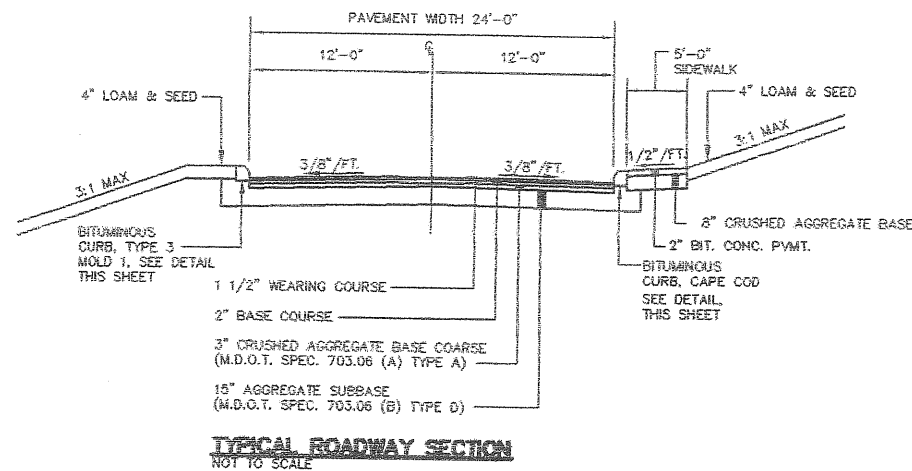 PAVEMENT WIDTH 24'-0"
12'-0"
℄
12'-0"
5'-0"
SIDEWALK
4" LOAM & SEED
4" LOAM & SEED
3:1 MAX
3/8"/FT.
3/8"/FT.
1/2"/FT.
3:1 MAX
BITUMINOUS
CURB, TYPE 3
MOLD 1, SEE DETAIL
THIS SHEET
8" CRUSHED AGGREGATE BASE
2" BIT. CONC. PVMT.
BITUMINOUS
CURB, CAPE COD
SEE DETAIL,
THIS SHEET
1 1/2" WEARING COURSE
2" BASE COURSE
3" CRUSHED AGGREGATE BASE COARSE
(M.D.O.T. SPEC. 703.06 (A) TYPE A)
15" AGGREGATE SUBBASE
(M.D.O.T. SPEC. 703.06 (B) TYPE D)
TYPICAL ROADWAY SECTION
NOT TO SCALE